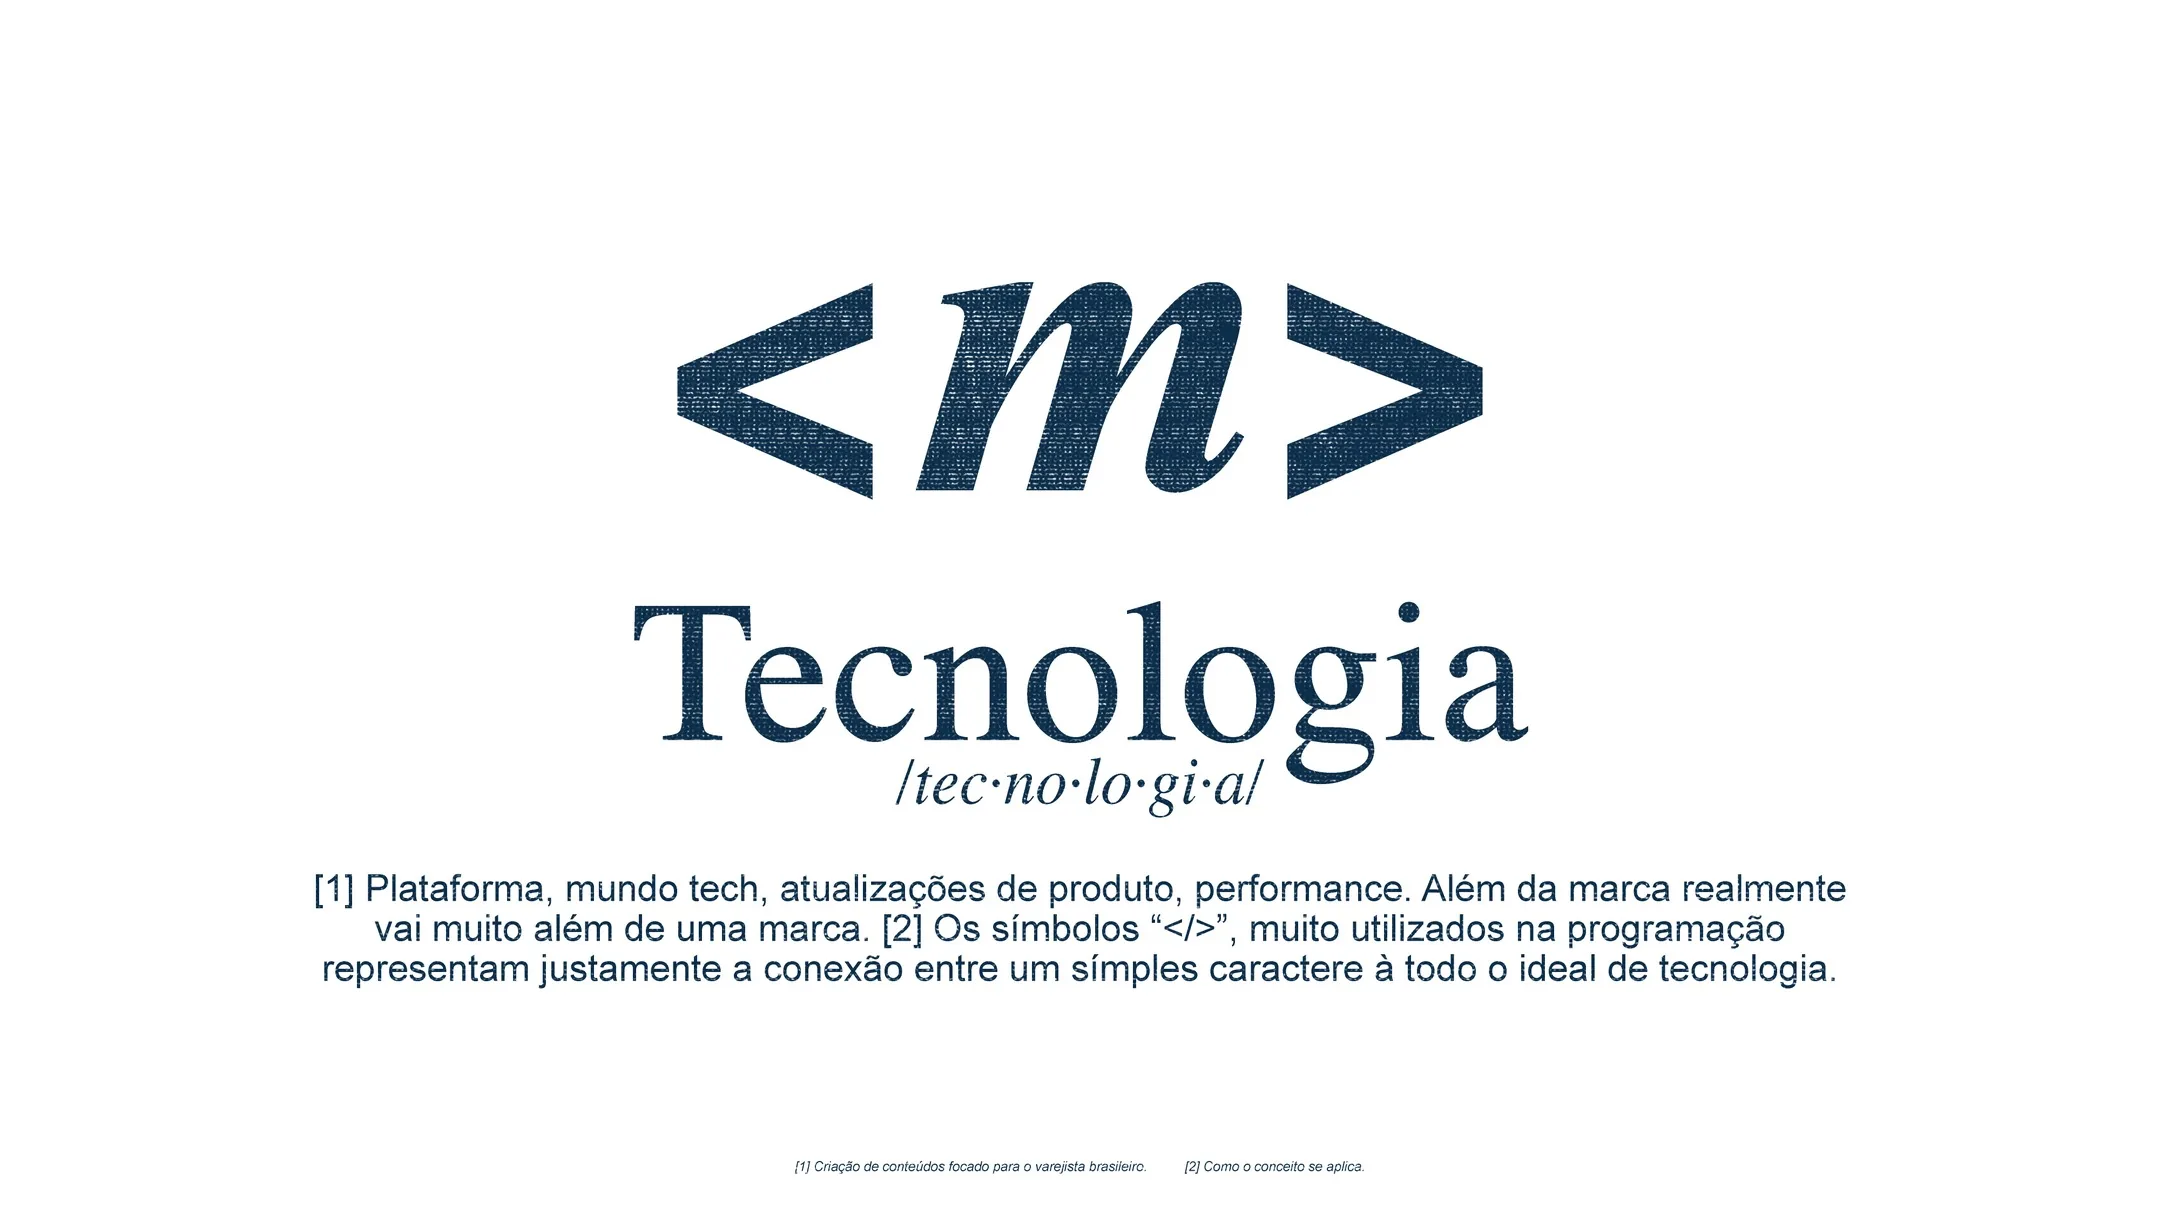 <m>
Tecnologia
/tec·no·lo·gi·a/
[1] Plataforma, mundo tech, atualizações de produto, performance. Além da marca realmente
vai muito além de uma marca. [2] Os símbolos “</>”, muito utilizados na programação
representam justamente a conexão entre um símples caractere à todo o ideal de tecnologia.
[1] Criação de conteúdos focado para o varejista brasileiro. [2] Como o conceito se aplica.